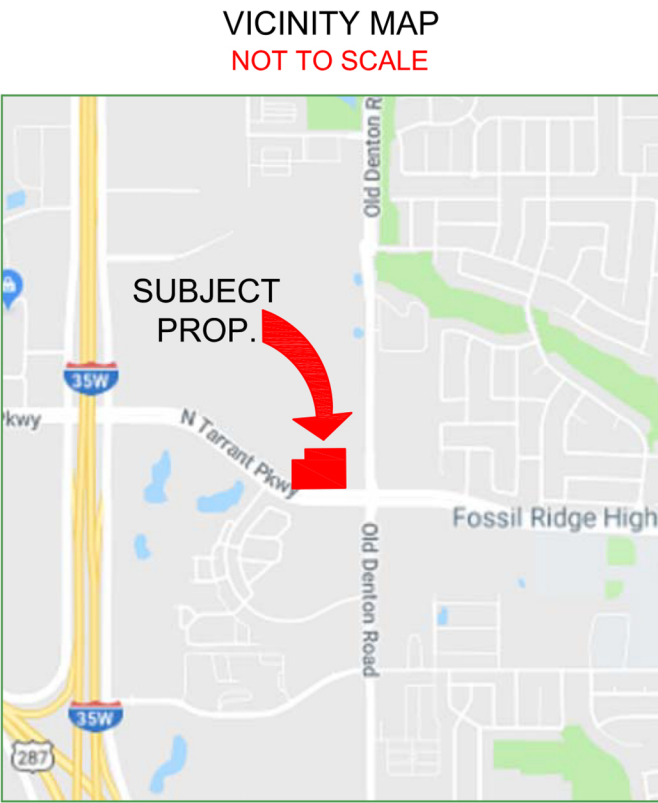 VICINITY MAP
NOT TO SCALE
Old Denton R
SUBJECT
PROP.
35W
Pkwy
N Tarrant Pkwy
Fossil Ridge High
Old Denton Road
35W
287